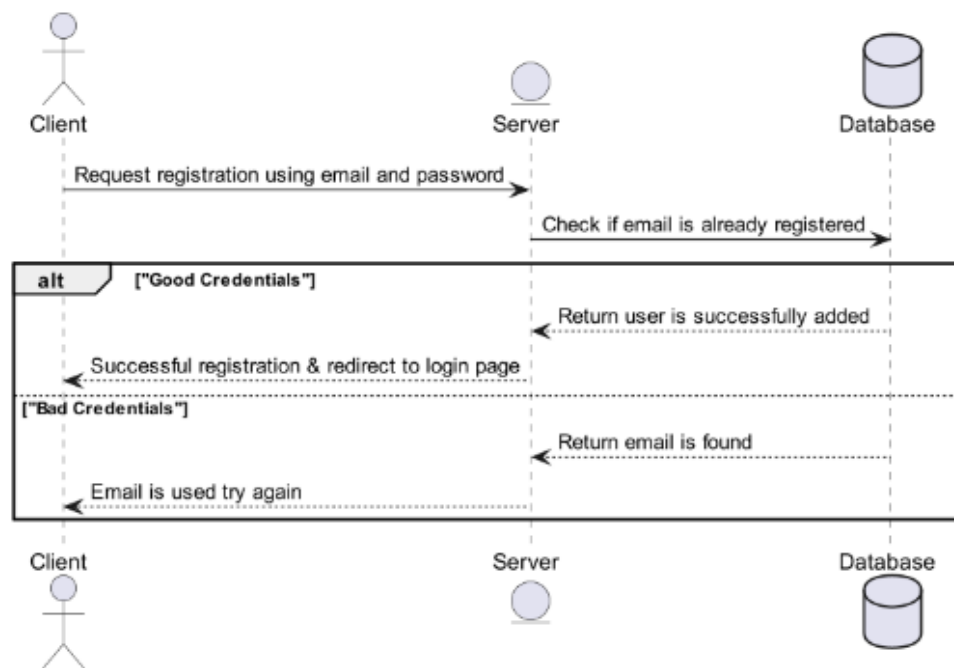 Client
Server
Database
Request registration using email and password
Check if email is already registered
alt
["Good Credentials"]
Return user is successfully added
Successful registration & redirect to login page
["Bad Credentials"]
Return email is found
Email is used try again
Client
Server
Database